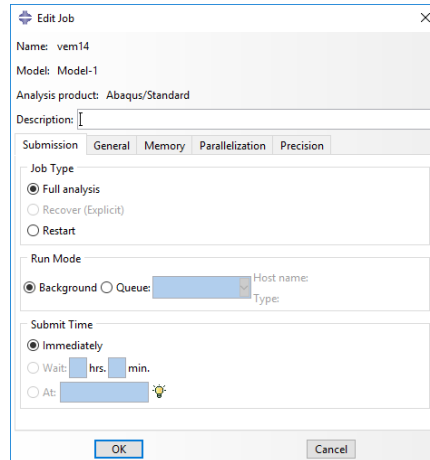 Edit Job
Name: vem14
Model: Model-1
Analysis product: Abaqus/Standard
Description:
Submission General Memory Parallelization Precision
Job Type
Full analysis
Recover (Explicit)
Restart
Run Mode
Background Queue: Host name:
Type:
Submit Time
Immediately
Wait: hrs. min.
At:
OK Cancel